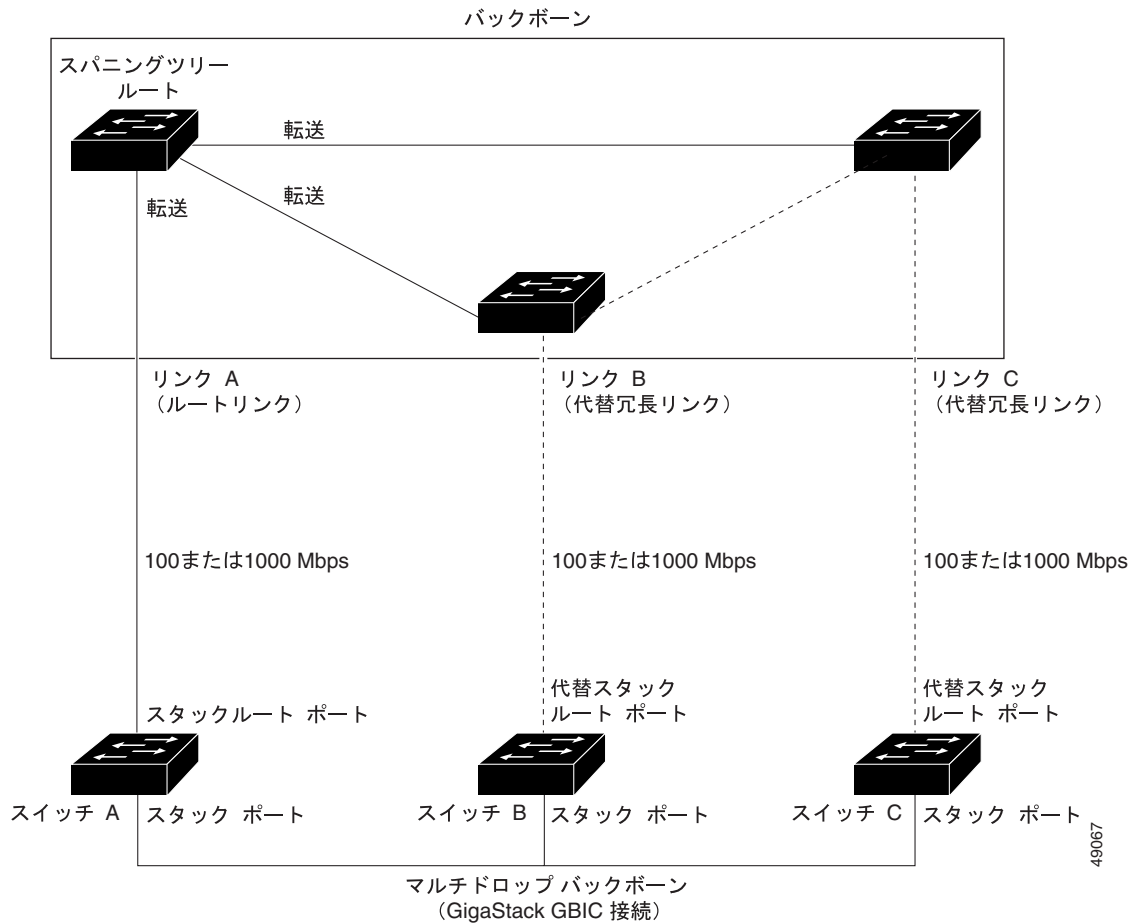 バックボーン
スパニングツリー
ルート
転送
転送
転送
リンク A
（ルートリンク）
リンク B
（代替冗長リンク）
リンク C
（代替冗長リンク）
100または1000 Mbps
100または1000 Mbps
100または1000 Mbps
スタックルート ポート
代替スタック
ルート ポート
代替スタック
ルート ポート
スイッチ A
スタック ポート
スイッチ B
スタック ポート
スイッチ C
スタック ポート
49067
マルチドロップ バックボーン
（GigaStack GBIC 接続）